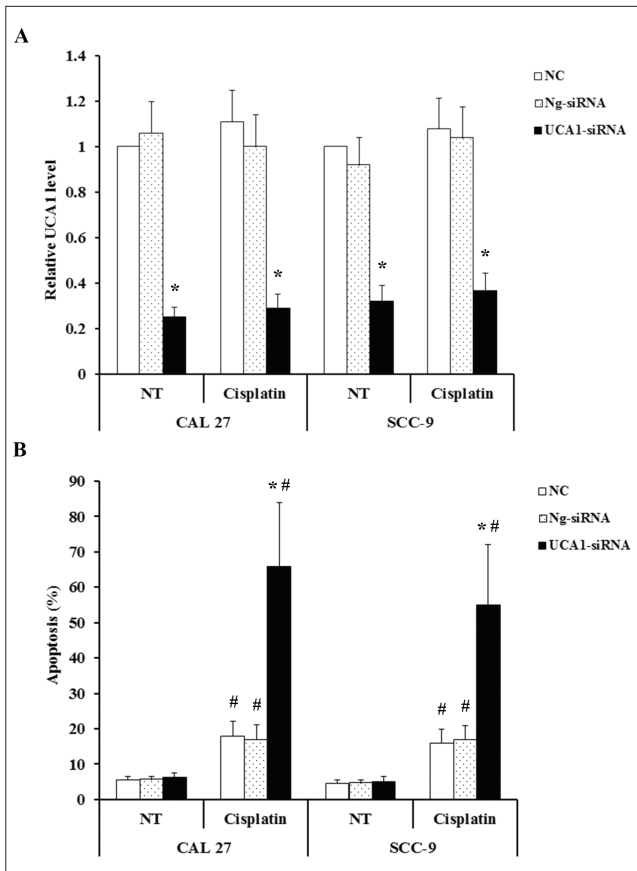 A
1.4
1.2
1
0.8
0.6
0.4
0.2
0
Relative UCA1 level
NC
Ng-siRNA
UCA1-siRNA
* * * *
NT Cisplatin NT Cisplatin
CAL 27 SCC-9
B
90
80
70
60
50
40
30
20
10
0
Apoptosis (%)
NC
Ng-siRNA
UCA1-siRNA
* # * #
# # # #
NT Cisplatin NT Cisplatin
CAL 27 SCC-9